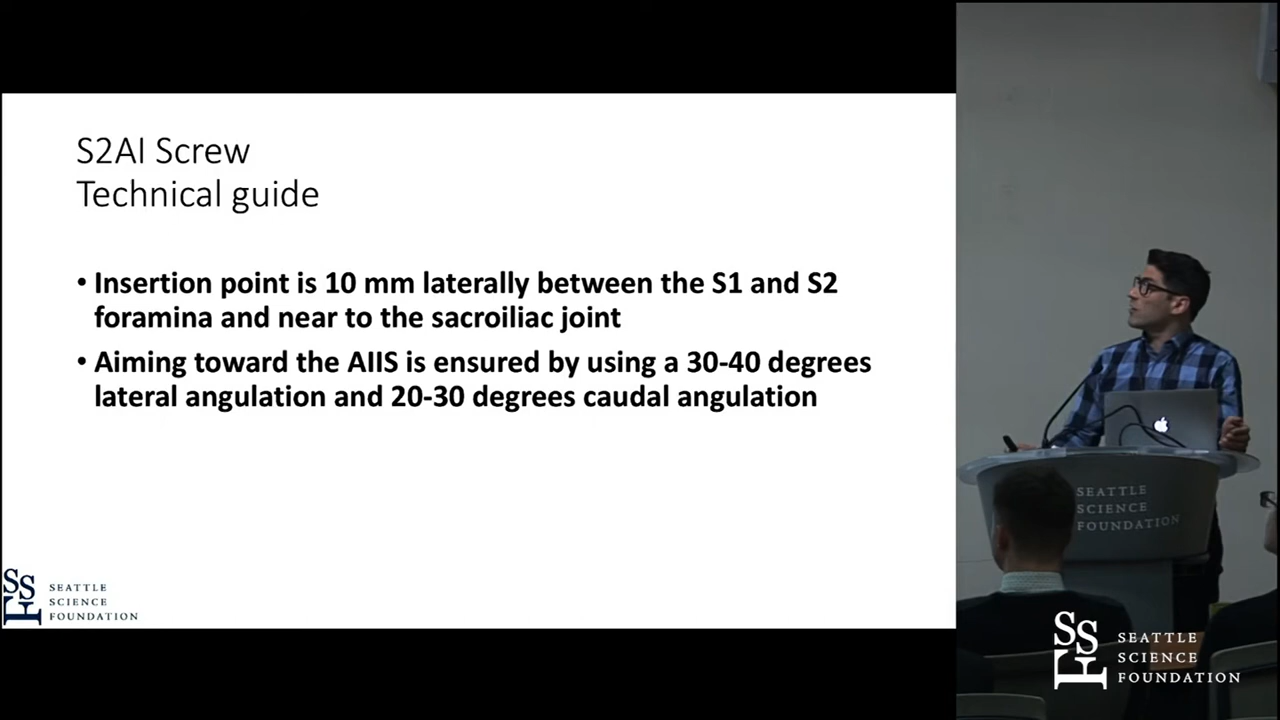 S2AI Screw
Technical guide
• Insertion point is 10 mm laterally between the S1 and S2
foramina and near to the sacroiliac joint
• Aiming toward the AIIS is ensured by using a 30-40 degrees
lateral angulation and 20-30 degrees caudal angulation
SSF
SEATTLE
SCIENCE
FOUNDATION
SEATTLE
SCIENCE
FOUNDATION
SSF
SEATTLE
SCIENCE
FOUNDATION